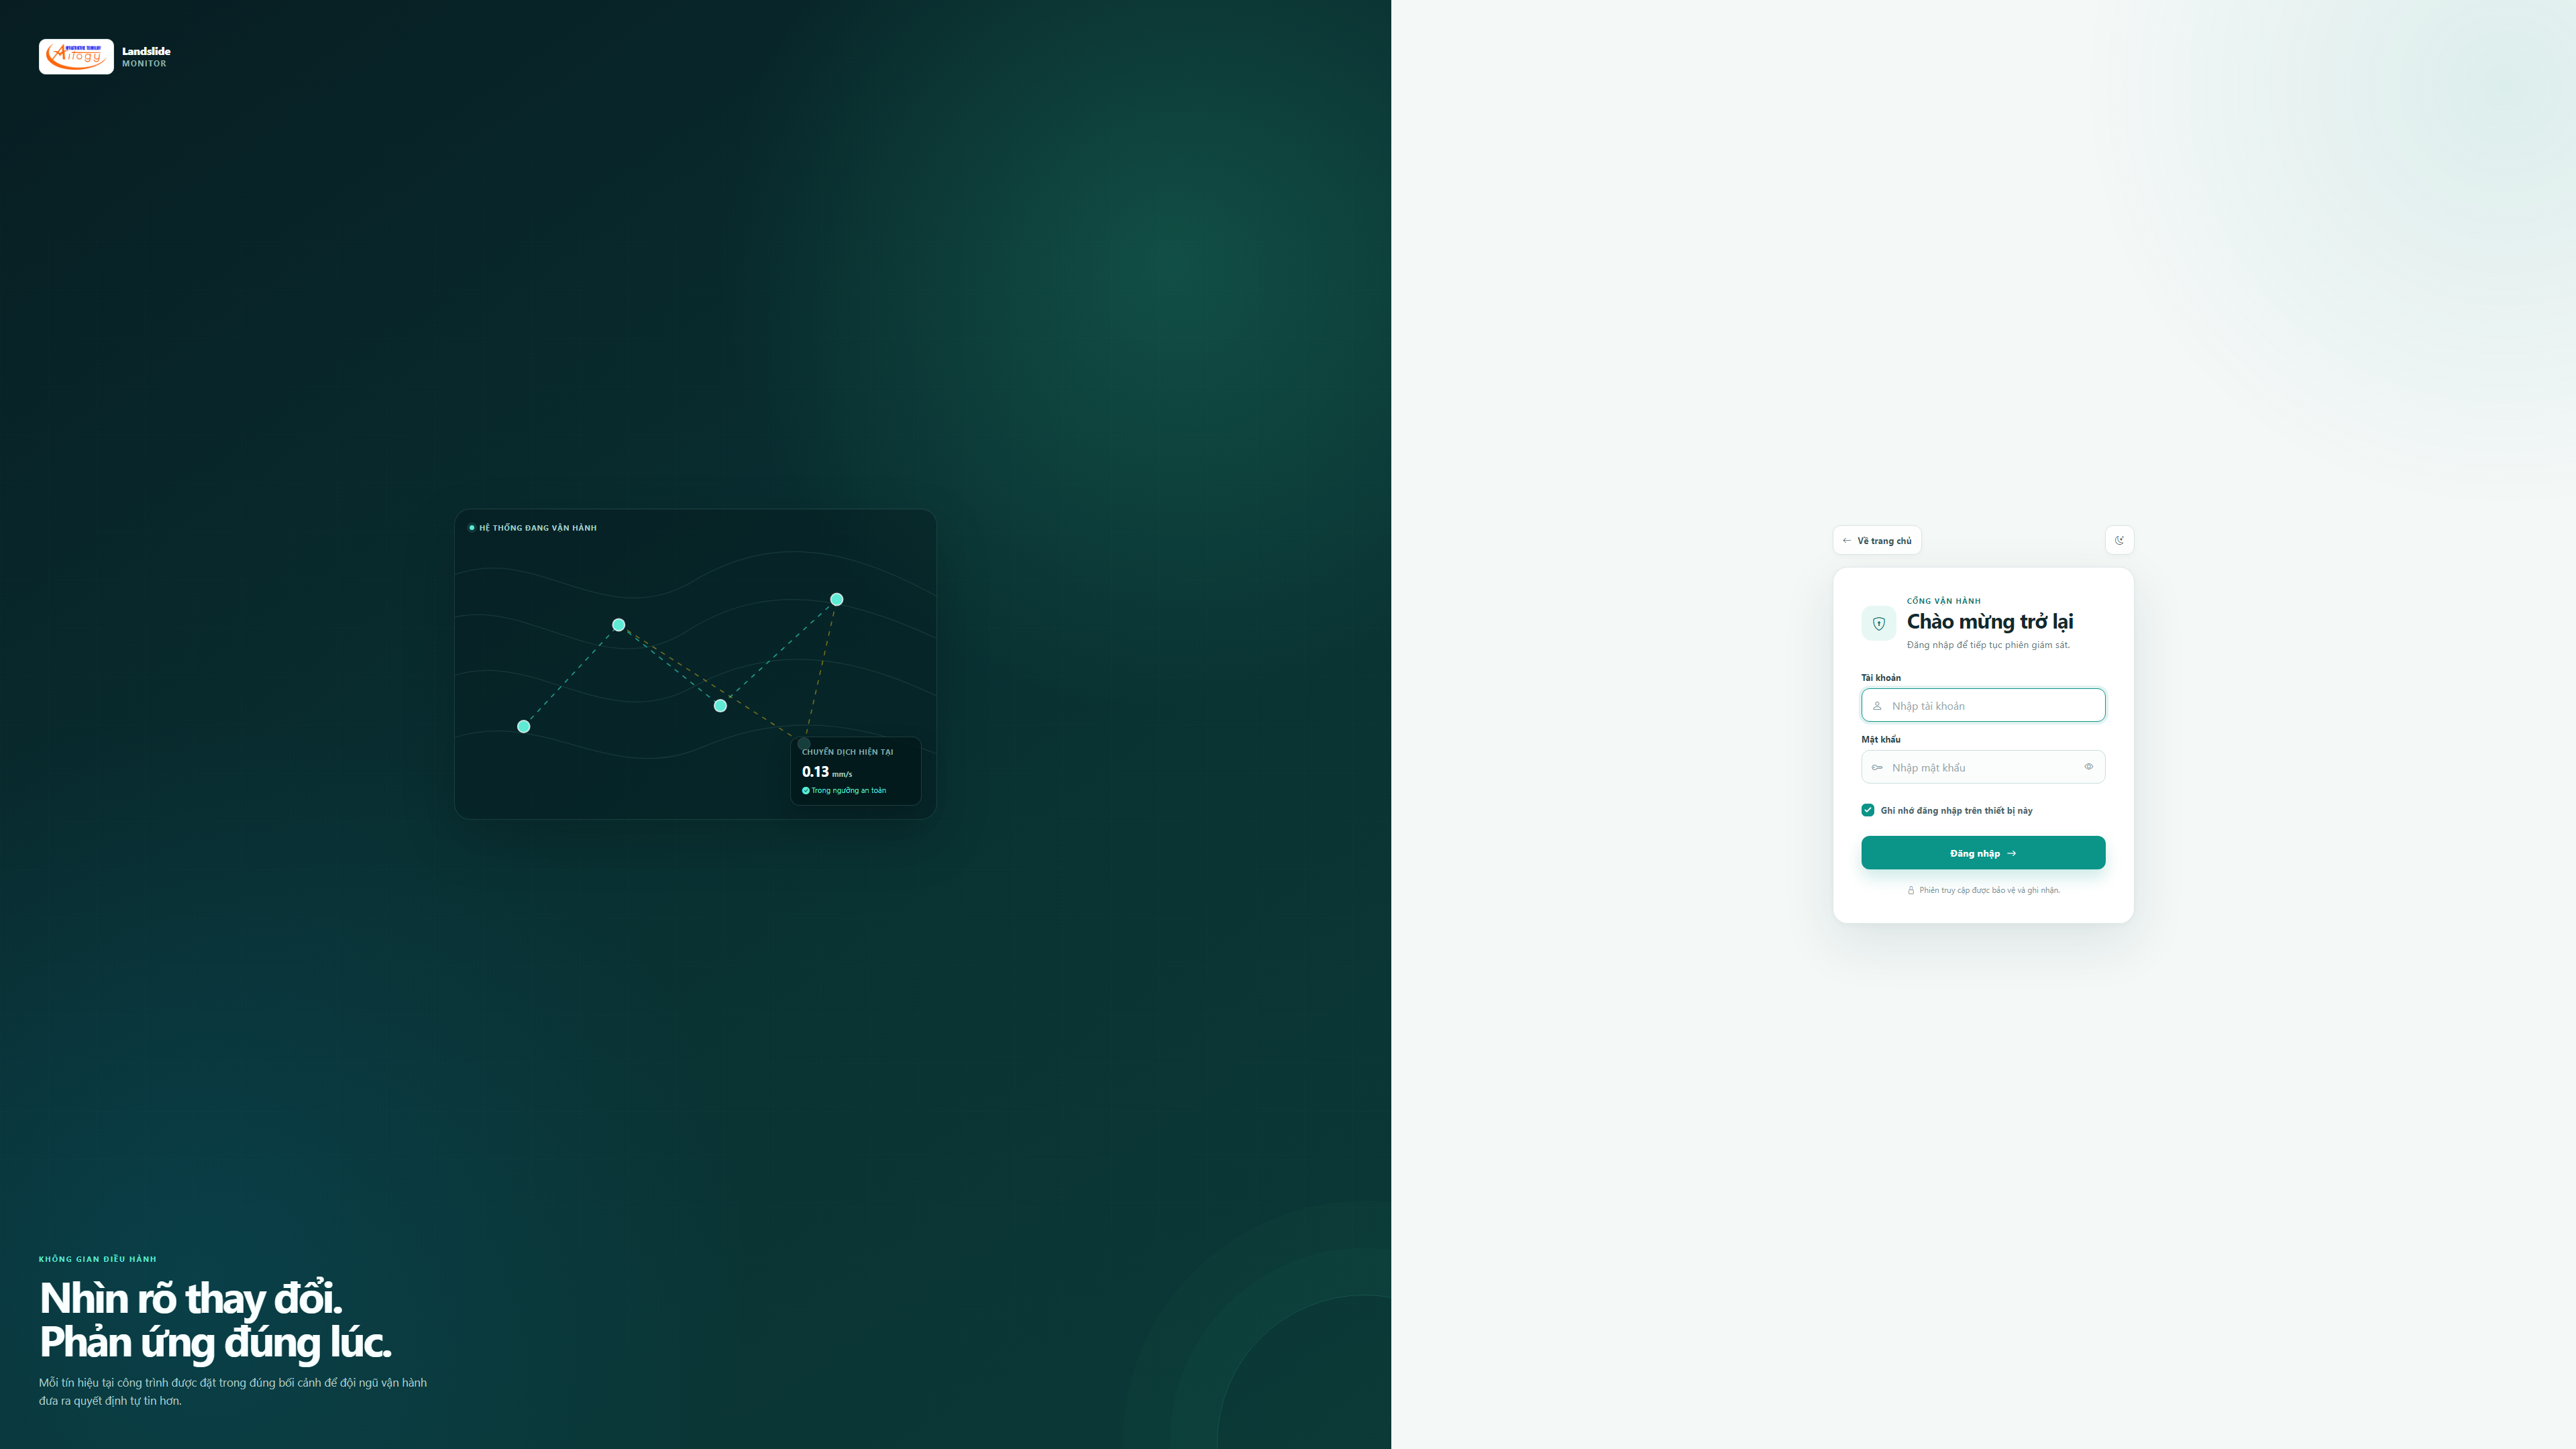 Ailogy
Landslide
MONITOR
HỆ THỐNG ĐANG VẬN HÀNH
CHUYỂN DỊCH HIỆN TẠI
0.13 mm/s
Trong ngưỡng an toàn
KHÔNG GIAN ĐIỀU HÀNH
Nhìn rõ thay đổi.
Phản ứng đúng lúc.
Mỗi tín hiệu tại công trình được đặt trong đúng bối cảnh để đội ngũ vận hành
đưa ra quyết định tự tin hơn.
Về trang chủ
CỔNG VẬN HÀNH
Chào mừng trở lại
Đăng nhập để tiếp tục phiên giám sát.
Tài khoản
Nhập tài khoản
Mật khẩu
Nhập mật khẩu
Ghi nhớ đăng nhập trên thiết bị này
Đăng nhập
Phiên truy cập được bảo vệ và ghi nhận.